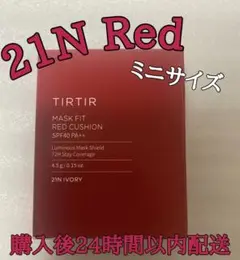 21N Red
ミニサイズ
TIRTIR
MASK FIT
RED CUSHION
SPF40 PA++
Luminous Mask Shield
72H Stay Coverage
4.5 g / 0.15 oz.
21N IVORY
購入後24時間以内配送